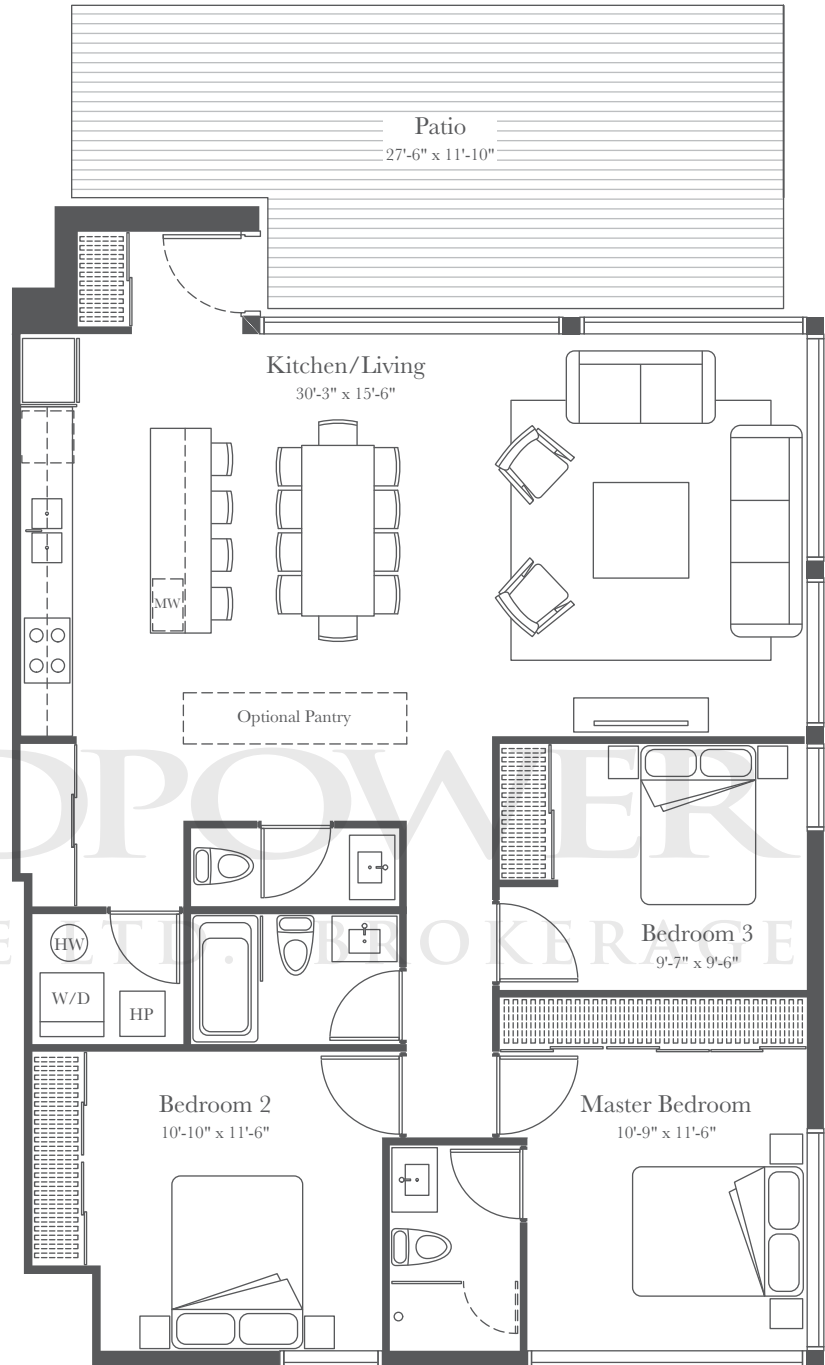 Patio
27'-6" x 11'-10"
Kitchen/Living
30'-3" x 15'-6"
MW
Optional Pantry
Bedroom 3
9'-7" x 9'-6"
HW
W/D
HP
Bedroom 2
10'-10" x 11'-6"
Master Bedroom
10'-9" x 11'-6"
LTD. BROKERAGE